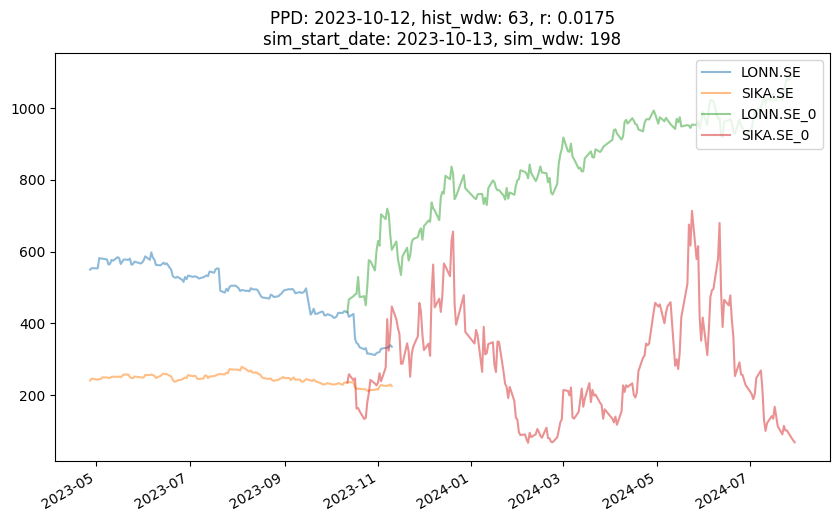 PPD: 2023-10-12, hist_wdw: 63, r: 0.0175
sim_start_date: 2023-10-13, sim_wdw: 198
LONN.SE
SIKA.SE
LONN.SE_0
SIKA.SE_0
1000
800
600
400
200
2023-05
2023-07
2023-09
2023-11
2024-01
2024-03
2024-05
2024-07